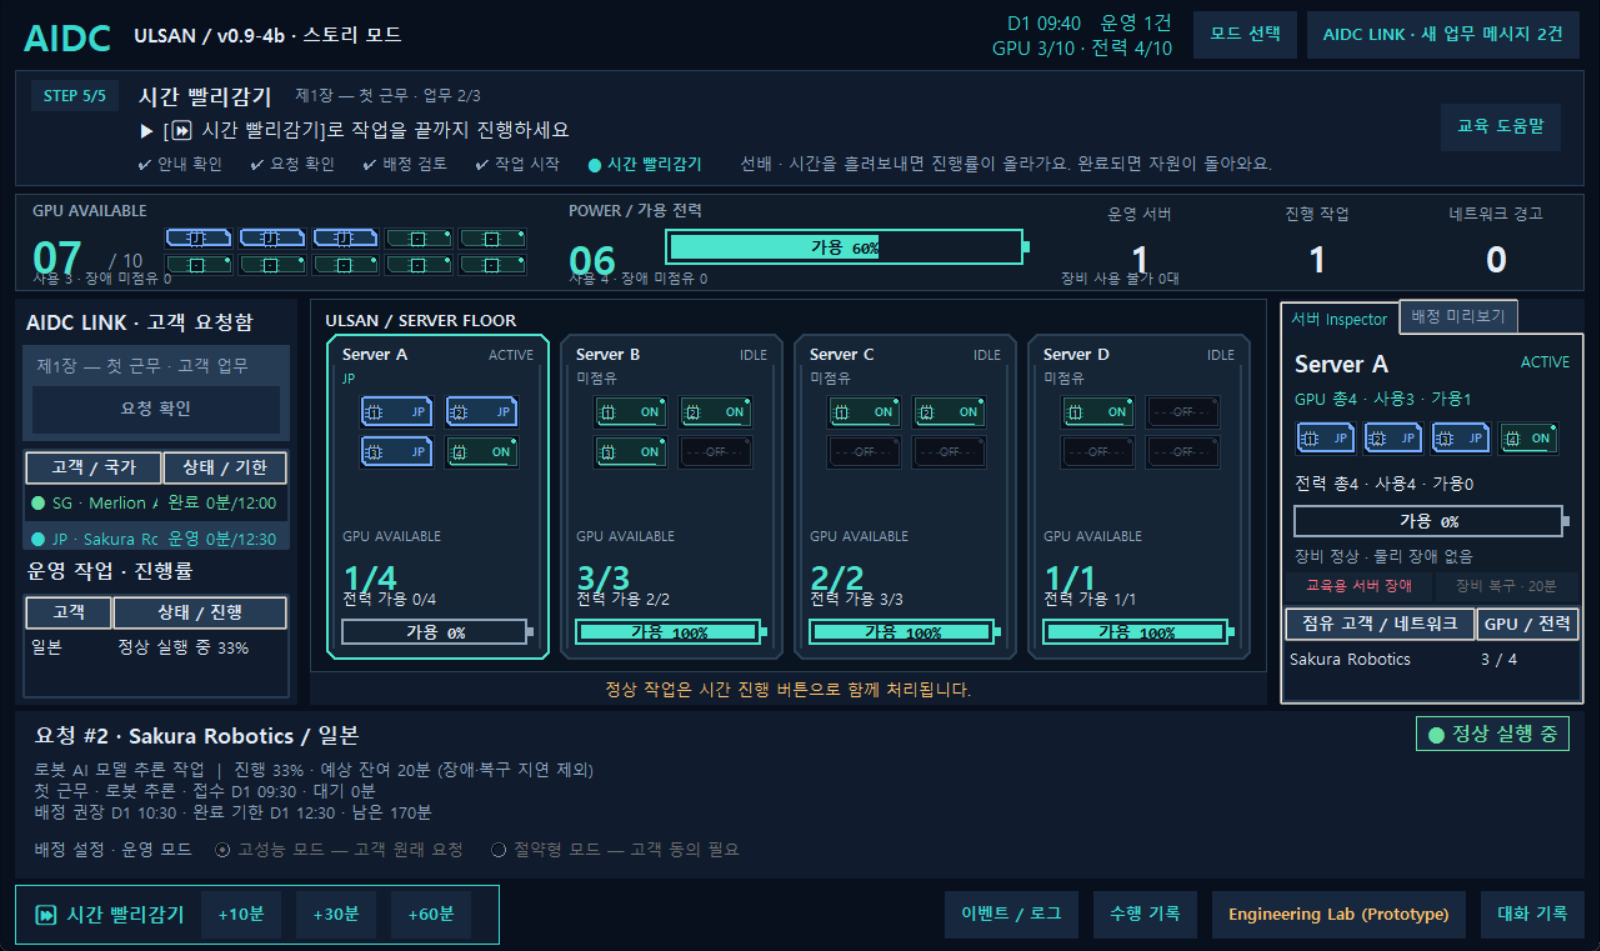 AIDC
ULSAN / v0.9-4b · 스토리 모드
D1 09:40 운영 1건
GPU 3/10 · 전력 4/10
모드 선택
AIDC LINK · 새 업무 메시지 2건
STEP 5/5
시간 빨리감기
제1장 — 첫 근무 · 업무 2/3
▶ [⏩ 시간 빨리감기]로 작업을 끝까지 진행하세요
✓ 안내 확인 ✓ 요청 확인 ✓ 배정 검토 ✓ 작업 시작 ● 시간 빨리감기 선배 · 시간을 흘려보내면 진행률이 올라가요. 완료되면 자원이 돌아와요.
교육 도움말
GPU AVAILABLE
07 / 10
사용 3 · 장애 미점유 0
J J J
POWER / 가용 전력
06
사용 4 · 장애 미점유 0
가용 60%
운영 서버
1
장비 사용 불가 0대
진행 작업
1
네트워크 경고
0
AIDC LINK · 고객 요청함
제1장 — 첫 근무 · 고객 업무
요청 확인
고객 / 국가 상태 / 기한
● SG · Merlion 완료 0분/12:00
● JP · Sakura Rc 운영 0분/12:30
운영 작업 · 진행률
고객 상태 / 진행
일본 정상 실행 중 33%
ULSAN / SERVER FLOOR
Server A ACTIVE
JP
1 JP 2 JP
3 JP 4 ON
GPU AVAILABLE
1/4
전력 가용 0/4
가용 0%
Server B IDLE
미점유
1 ON 2 ON
3 ON OFF
GPU AVAILABLE
3/3
전력 가용 2/2
가용 100%
Server C IDLE
미점유
1 ON 2 ON
OFF OFF
GPU AVAILABLE
2/2
전력 가용 3/3
가용 100%
Server D IDLE
미점유
1 ON OFF
OFF OFF
GPU AVAILABLE
1/1
전력 가용 1/1
가용 100%
정상 작업은 시간 진행 버튼으로 함께 처리됩니다.
서버 Inspector 배정 미리보기
Server A ACTIVE
GPU 총4 · 사용3 · 가용1
1 JP 2 JP 3 JP 4 ON
전력 총4 · 사용4 · 가용0
가용 0%
장비 정상 · 물리 장애 없음
교육용 서버 장애 장비 복구 · 20분
점유 고객 / 네트워크 GPU / 전력
Sakura Robotics 3 / 4
요청 #2 · Sakura Robotics / 일본
● 정상 실행 중
로봇 AI 모델 추론 작업 | 진행 33% · 예상 잔여 20분 (장애·복구 지연 제외)
첫 근무 · 로봇 추론 · 접수 D1 09:30 · 대기 0분
배정 권장 D1 10:30 · 완료 기한 D1 12:30 · 남은 170분
배정 설정 · 운영 모드 고성능 모드 — 고객 원래 요청 절약형 모드 — 고객 동의 필요
⏩ 시간 빨리감기 +10분 +30분 +60분
이벤트 / 로그 수행 기록 Engineering Lab (Prototype) 대화 기록